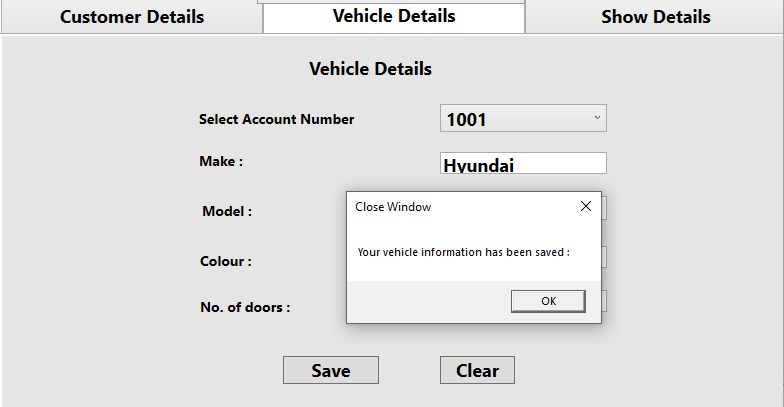 Customer Details
Vehicle Details
Show Details
Vehicle Details
Select Account Number
1001
Make :
Hyundai
Model :
Close Window
Your vehicle information has been saved :
OK
Colour :
No. of doors :
Save
Clear